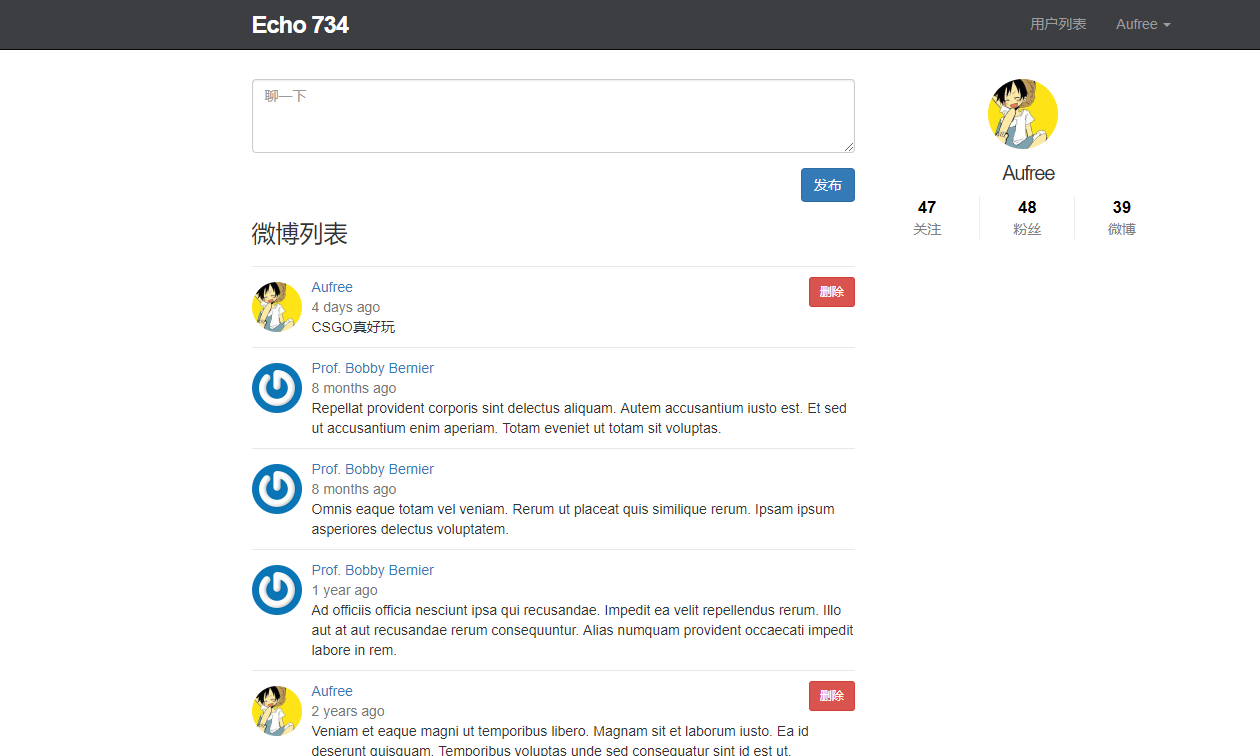 Echo 734
用户列表
Aufree
聊一下
发布
Aufree
47
48
39
关注
粉丝
微博
微博列表
Aufree
删除
4 days ago
CSGO真好玩
Prof. Bobby Bernier
8 months ago
Repellat provident corporis sint delectus aliquam. Autem accusantium iusto est. Et sed
ut accusantium enim aperiam. Totam eveniet ut totam sit voluptas.
Prof. Bobby Bernier
8 months ago
Omnis eaque totam vel veniam. Rerum ut placeat quis similique rerum. Ipsam ipsum
asperiores delectus voluptatem.
Prof. Bobby Bernier
1 year ago
Ad officiis officia nesciunt ipsa qui recusandae. Impedit ea velit repellendus rerum. Illo
aut at aut recusandae rerum consequuntur. Alias numquam provident occaecati impedit
labore in rem.
Aufree
删除
2 years ago
Veniam et eaque magni ut temporibus libero. Magnam sit et laborum iusto. Ea id
deserunt quisquam. Temporibus voluptas unde sed consequatur sint id est ut.